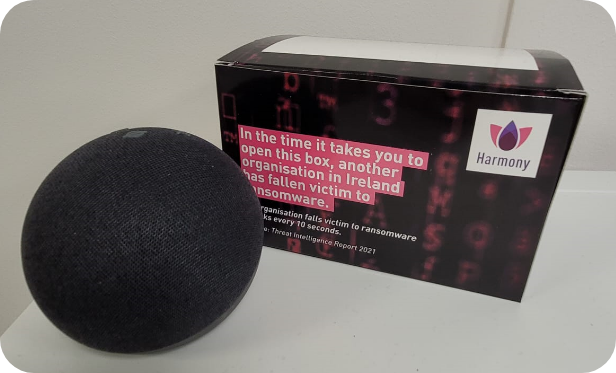 In the time it takes you to
open this box, another
organisation in Ireland
has fallen victim to
ransomware.
organisation falls victim to ransomware
every 10 seconds.
Threat Intelligence Report 2021
Harmony